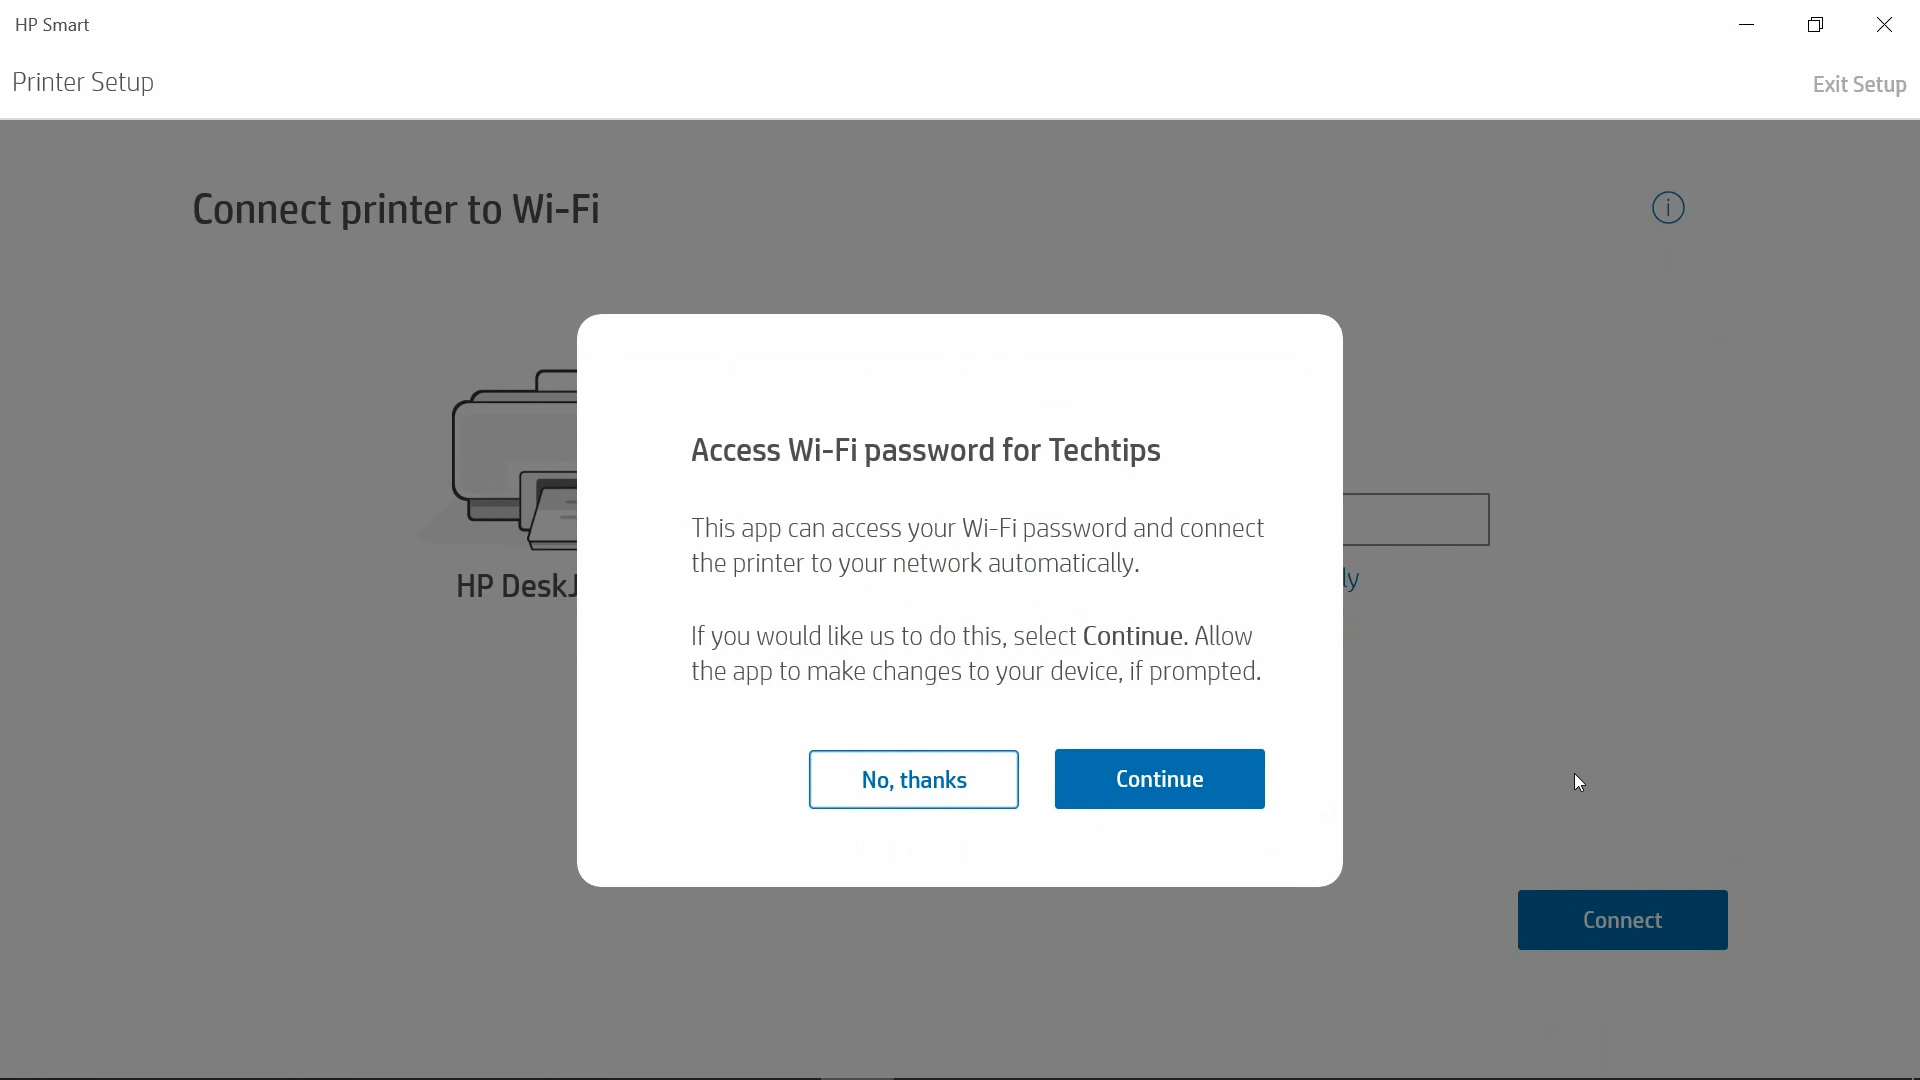 HP Smart
Printer Setup
Exit Setup
Connect printer to Wi-Fi
Access Wi-Fi password for Techtips
This app can access your Wi-Fi password and connect
the printer to your network automatically.
If you would like us to do this, select Continue. Allow
the app to make changes to your device, if prompted.
HP DeskJ
ly
No, thanks
Continue
Connect